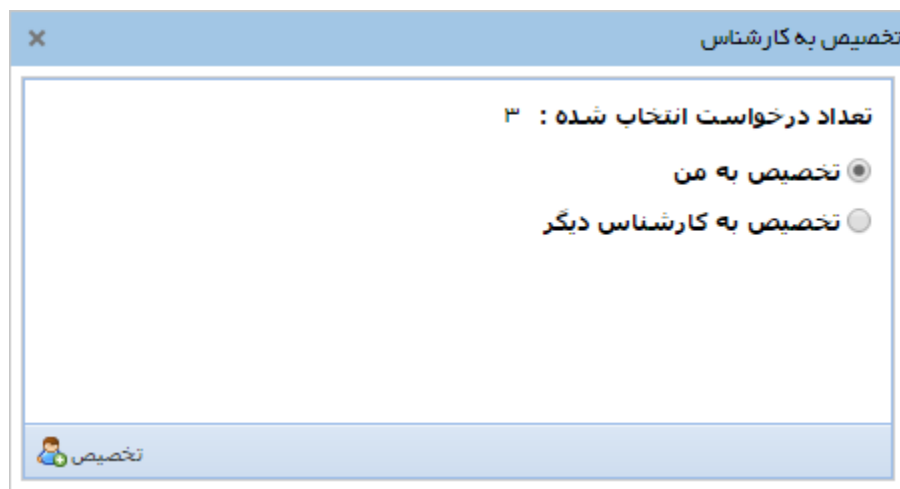 تخصیص به کارشناس
تعداد درخواست انتخاب شده : ۳
تخصیص به من
تخصیص به کارشناس دیگر
تخصیص